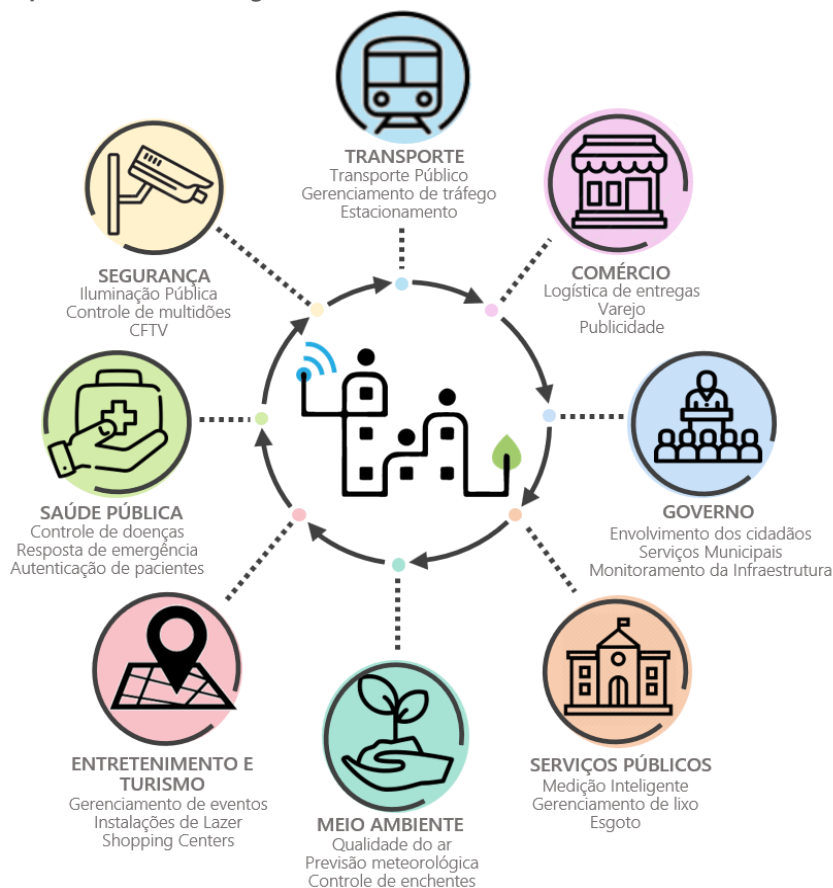 TRANSPORTE
Transporte Público
Gerenciamento de tráfego
Estacionamento
COMÉRCIO
Logística de entregas
Varejo
Publicidade
GOVERNO
Envolvimento dos cidadãos
Serviços Municipais
Monitoramento da Infraestrutura
SERVIÇOS PÚBLICOS
Medição Inteligente
Gerenciamento de lixo
Esgoto
MEIO AMBIENTE
Qualidade do ar
Previsão meteorológica
Controle de enchentes
ENTRETENIMENTO E
TURISMO
Gerenciamento de eventos
Instalações de Lazer
Shopping Centers
SAÚDE PÚBLICA
Controle de doenças
Resposta de emergência
Autenticação de pacientes
SEGURANÇA
Iluminação Pública
Controle de multidões
CFTV